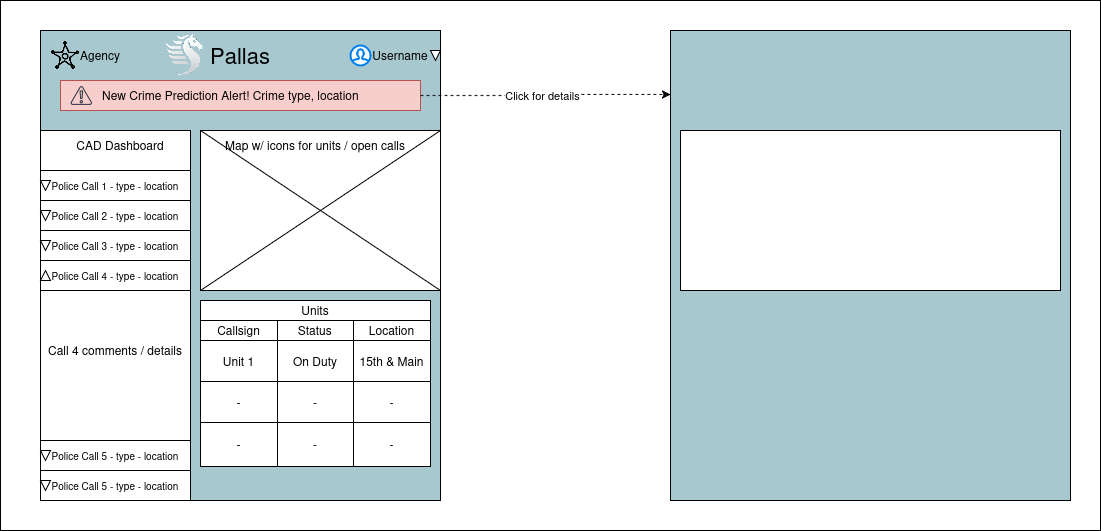 Agency
Pallas
Username
New Crime Prediction Alert! Crime type, location
Click for details
CAD Dashboard
Police Call 1 - type - location
Police Call 2 - type - location
Police Call 3 - type - location
Police Call 4 - type - location
Call 4 comments / details
Police Call 5 - type - location
Police Call 5 - type - location
Map w/ icons for units / open calls
Units
Callsign Status Location
Unit 1 On Duty 15th & Main
- - -
- - -